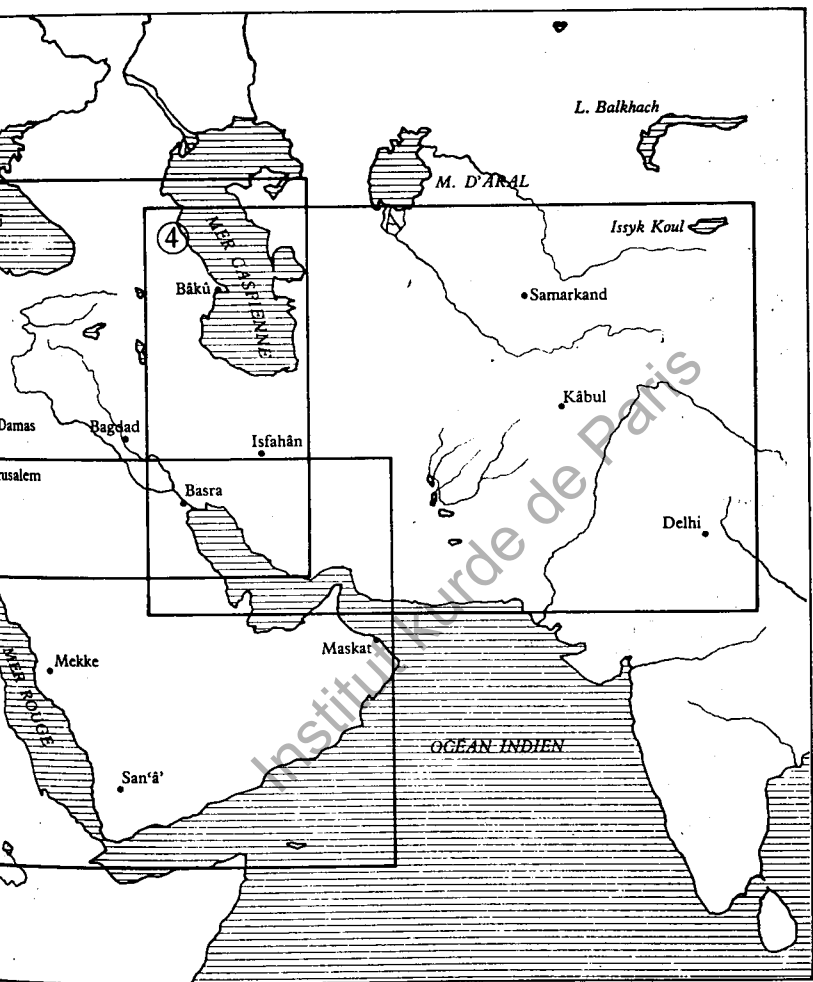 L. Balkhach
M. D'ARAL
Issyk Koul
④
MER CASPIENNE
Bâkû
Samarkand
Kâbul
Damas
Bagdad
Isfahân
rusalem
Basra
Delhi
Maskat
Mekke
MER ROUGE
OCÉAN INDIEN
San‘â’
Institut kurde de Paris